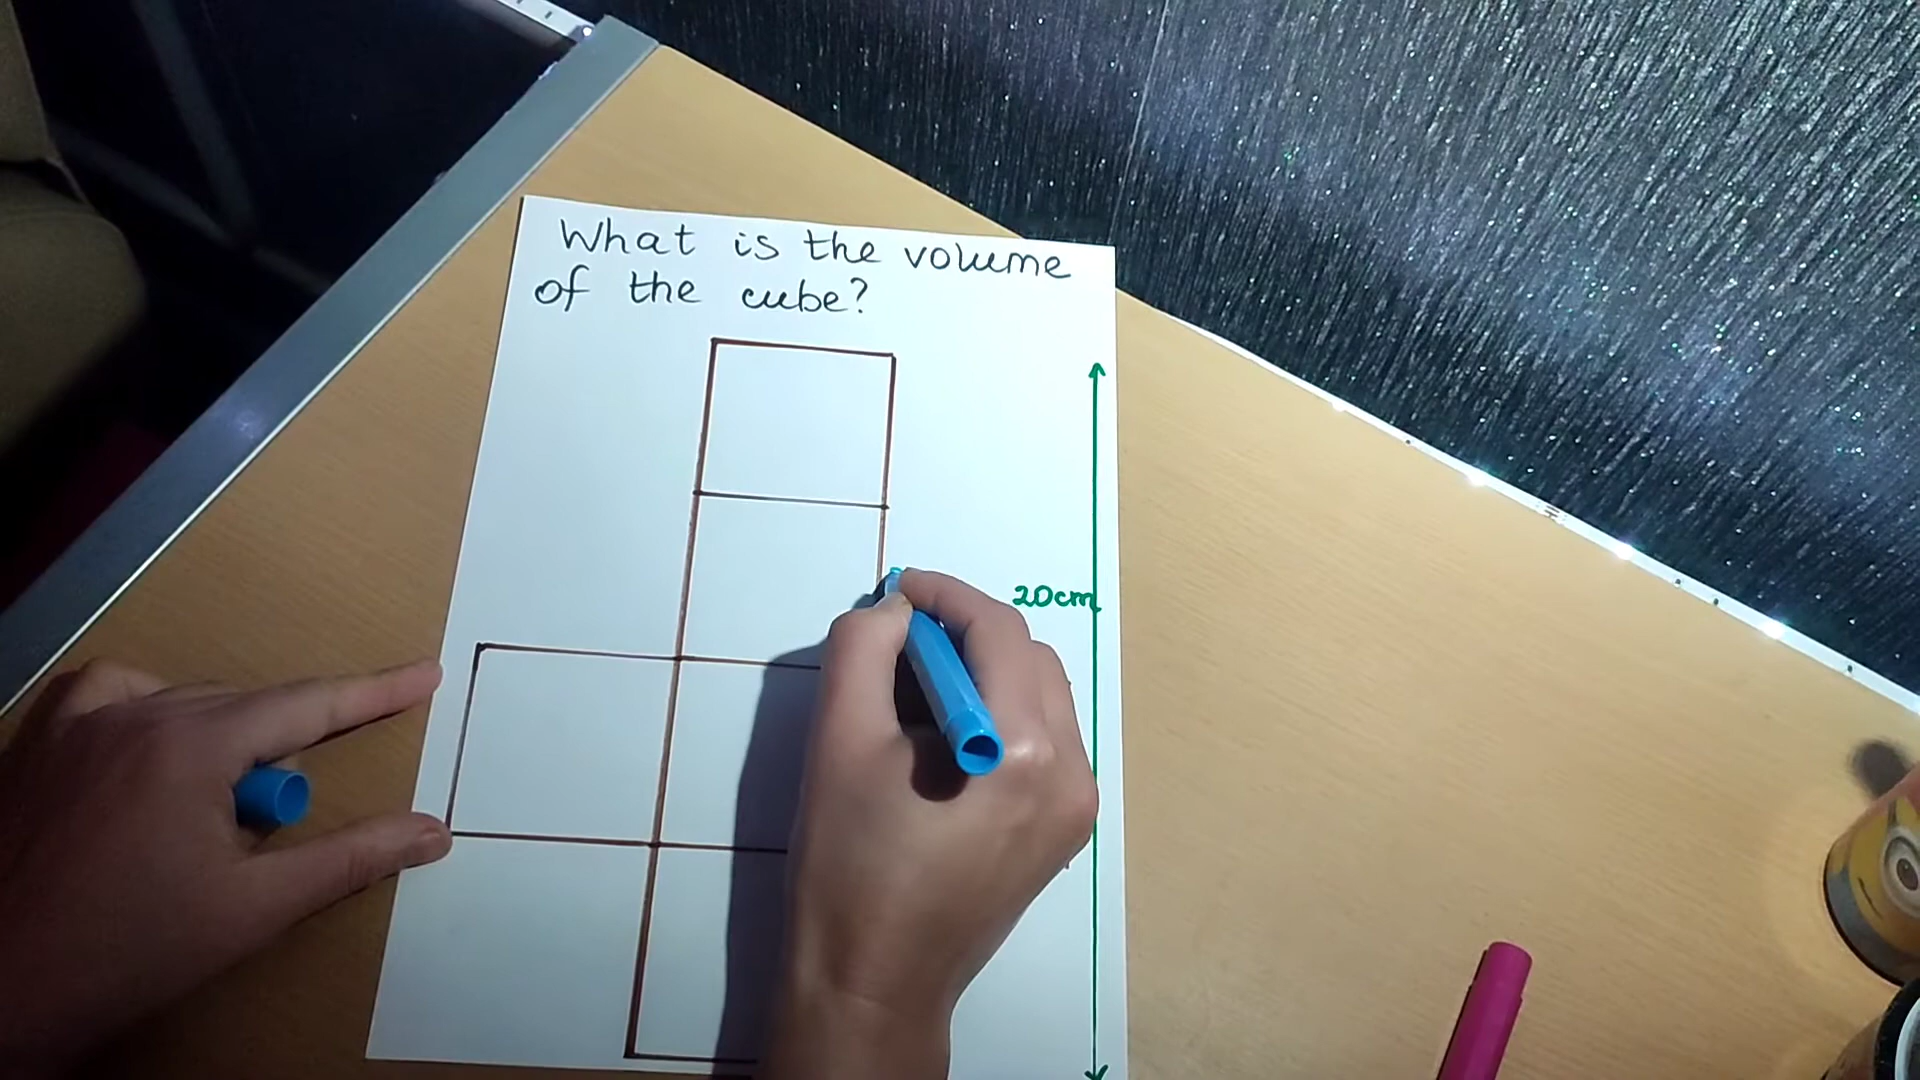 What is the volume
of the cube?
20cm